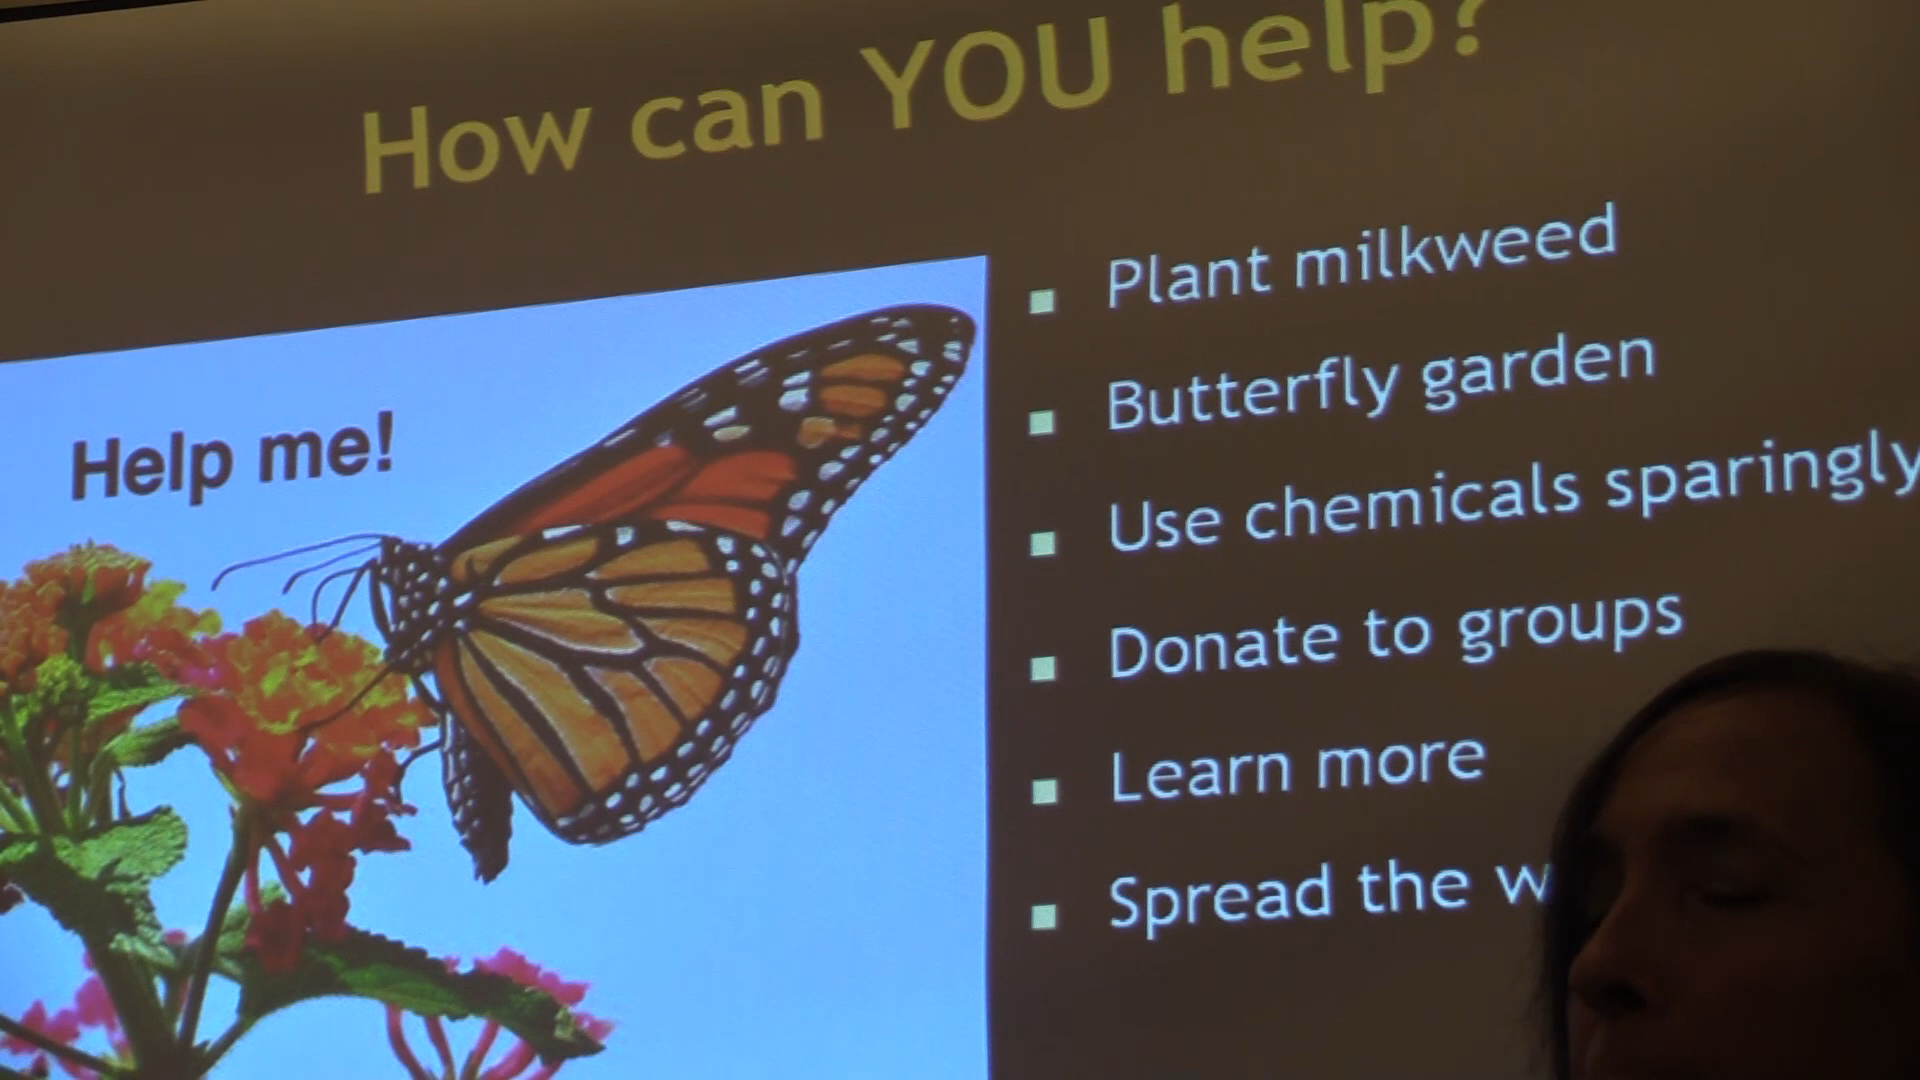 How can YOU help?
Help me!
Plant milkweed
Butterfly garden
Use chemicals sparingly
Donate to groups
Learn more
Spread the